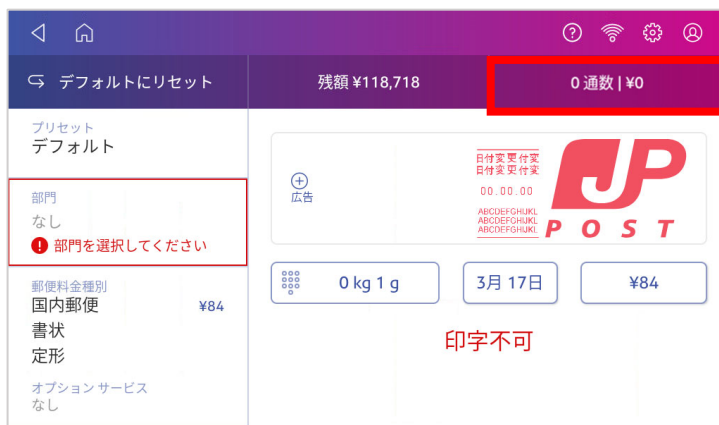 デフォルトにリセット
残額 ¥118,718
0 通数 | ¥0
プリセット
デフォルト
部門
なし
部門を選択してください
郵便料金種別
国内郵便 ¥84
書状
定形
オプション サービス
なし
広告
日付変更付変
日付変更付変
00.00.00
ABCDEFGHIJKL
ABCDEFGHIJKL
ABCDEFGHIJKL
JP
POST
0 kg 1 g
3月 17日
¥84
印字不可